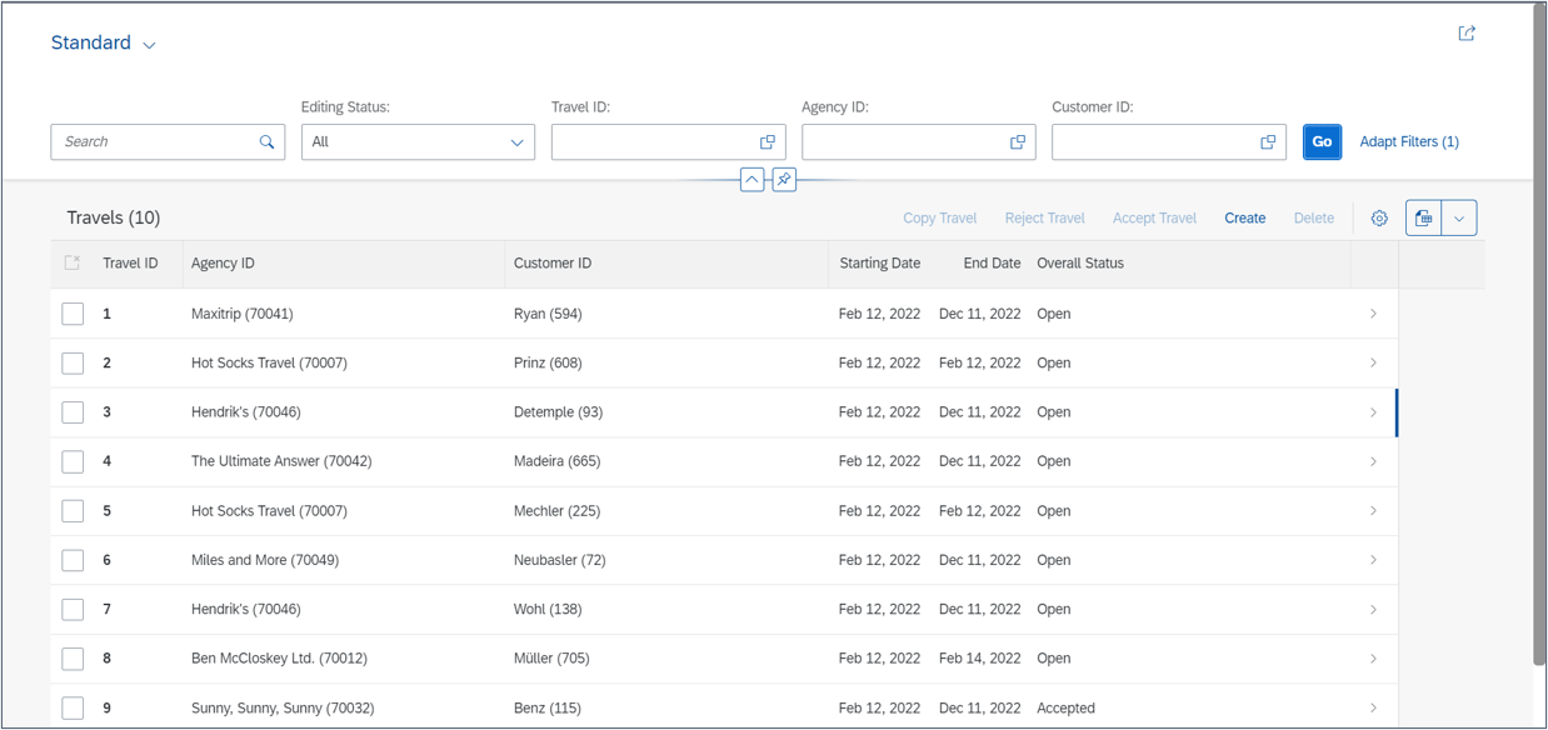 Standard
Editing Status: Travel ID: Agency ID: Customer ID:
Search All Go Adapt Filters (1)
Travels (10) Copy Travel Reject Travel Accept Travel Create Delete
Travel ID Agency ID Customer ID Starting Date End Date Overall Status
1 Maxitrip (70041) Ryan (594) Feb 12, 2022 Dec 11, 2022 Open
2 Hot Socks Travel (70007) Prinz (608) Feb 12, 2022 Feb 12, 2022 Open
3 Hendrik's (70046) Detemple (93) Feb 12, 2022 Dec 11, 2022 Open
4 The Ultimate Answer (70042) Madeira (665) Feb 12, 2022 Dec 11, 2022 Open
5 Hot Socks Travel (70007) Mechler (225) Feb 12, 2022 Feb 12, 2022 Open
6 Miles and More (70049) Neubasler (72) Feb 12, 2022 Dec 11, 2022 Open
7 Hendrik's (70046) Wohl (138) Feb 12, 2022 Dec 11, 2022 Open
8 Ben McCloskey Ltd. (70012) Müller (705) Feb 12, 2022 Feb 14, 2022 Open
9 Sunny, Sunny, Sunny (70032) Benz (115) Feb 12, 2022 Dec 11, 2022 Accepted